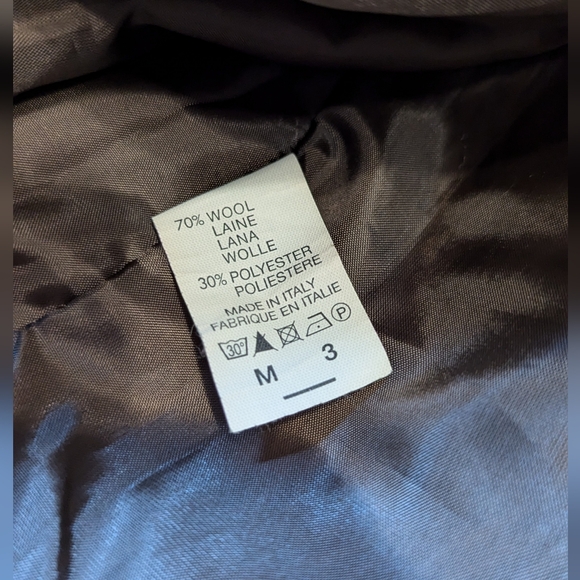 70% WOOL
LAINE
LANA
WOLLE
30% POLYESTER
POLIESTERE
MADE IN ITALY
FABRIQUE EN ITALIE
30° P
M 3